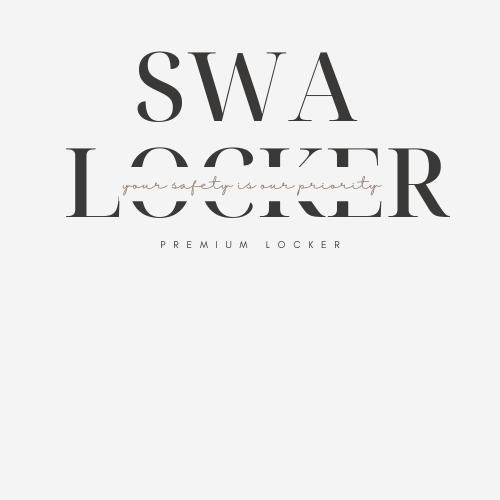 SWA
LOCKER
your safety is our priority
PREMIUM LOCKER